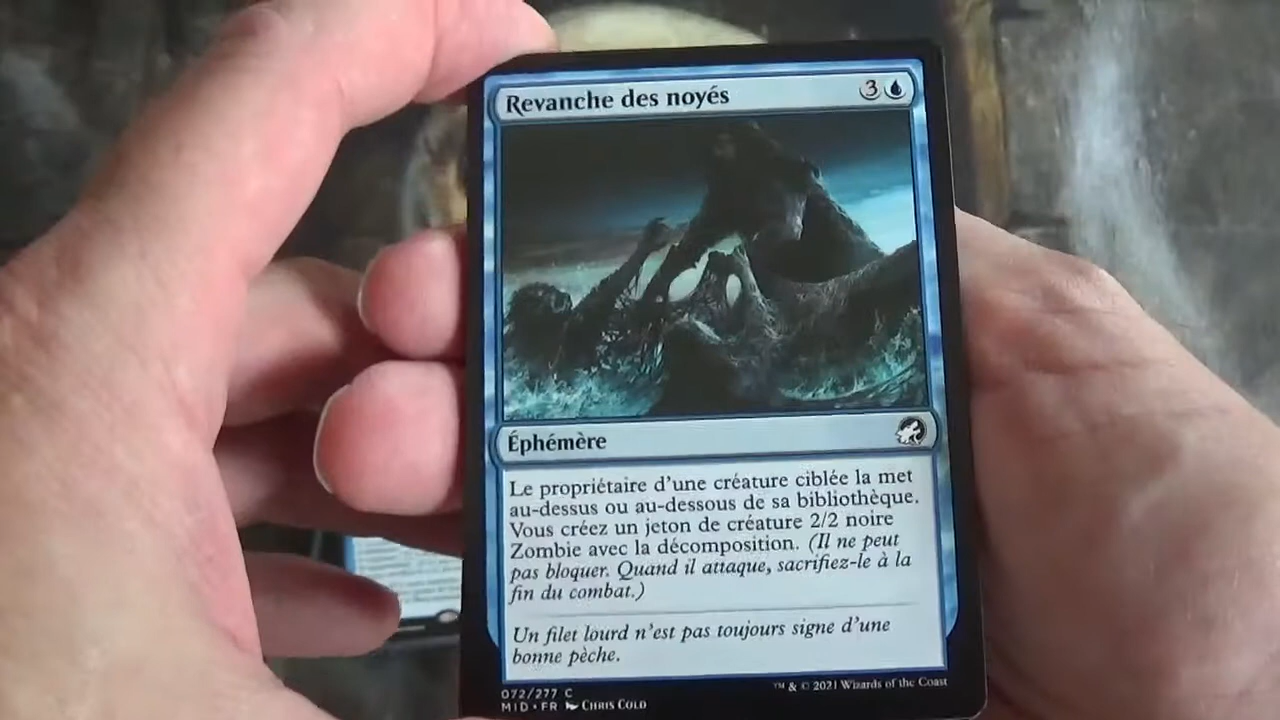 Revanche des noyés 3
Éphémère
Le propriétaire d'une créature ciblée la met
au-dessus ou au-dessous de sa bibliothèque.
Vous créez un jeton de créature 2/2 noire
Zombie avec la décomposition. (Il ne peut
pas bloquer. Quand il attaque, sacrifiez-le à la
fin du combat.)
Un filet lourd n'est pas toujours signe d'une
bonne pèche.
072/277 C
MID • FR Chris Cold
™ & © 2021 Wizards of the Coast